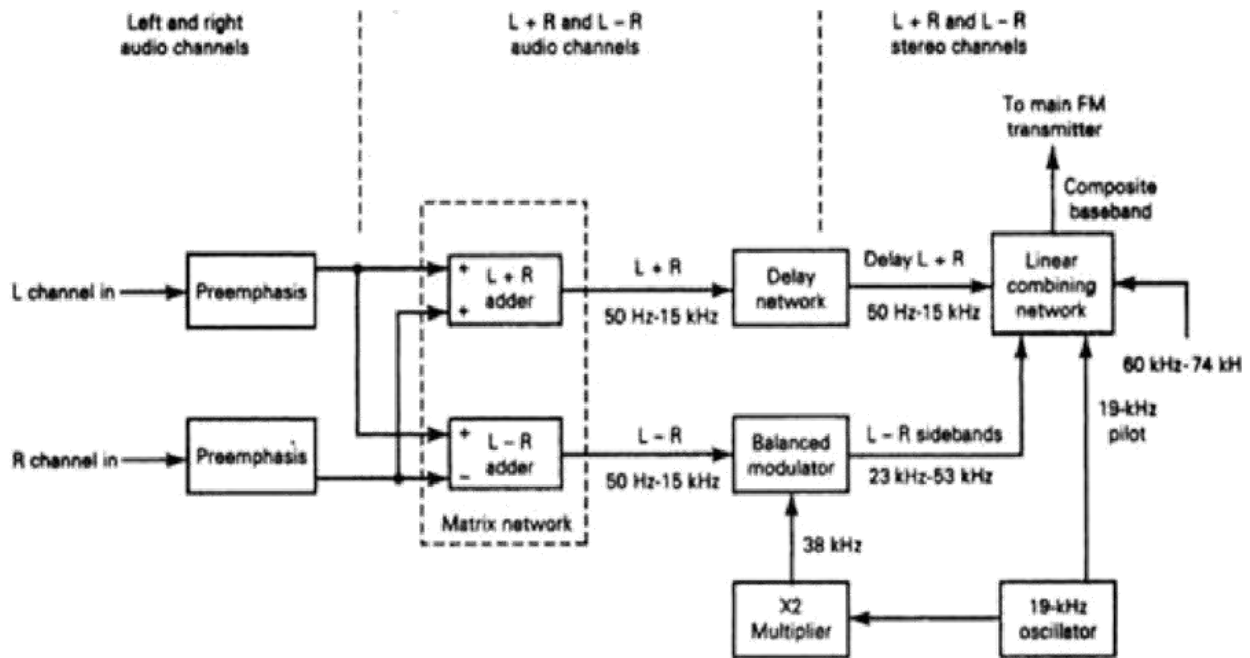 Left and right
audio channels
L + R and L – R
audio channels
L + R and L – R
stereo channels
To main FM
transmitter
Composite
baseband
L channel in
Preemphasis
+
+
L + R
adder
L + R
50 Hz-15 kHz
Delay
network
Delay L + R
50 Hz-15 kHz
Linear
combining
network
60 kHz-74 kH
R channel in
Preemphasis
+
–
L – R
adder
Matrix network
L – R
50 Hz-15 kHz
Balanced
modulator
L – R sidebands
23 kHz-53 kHz
19-kHz
pilot
38 kHz
X2
Multiplier
19-kHz
oscillator